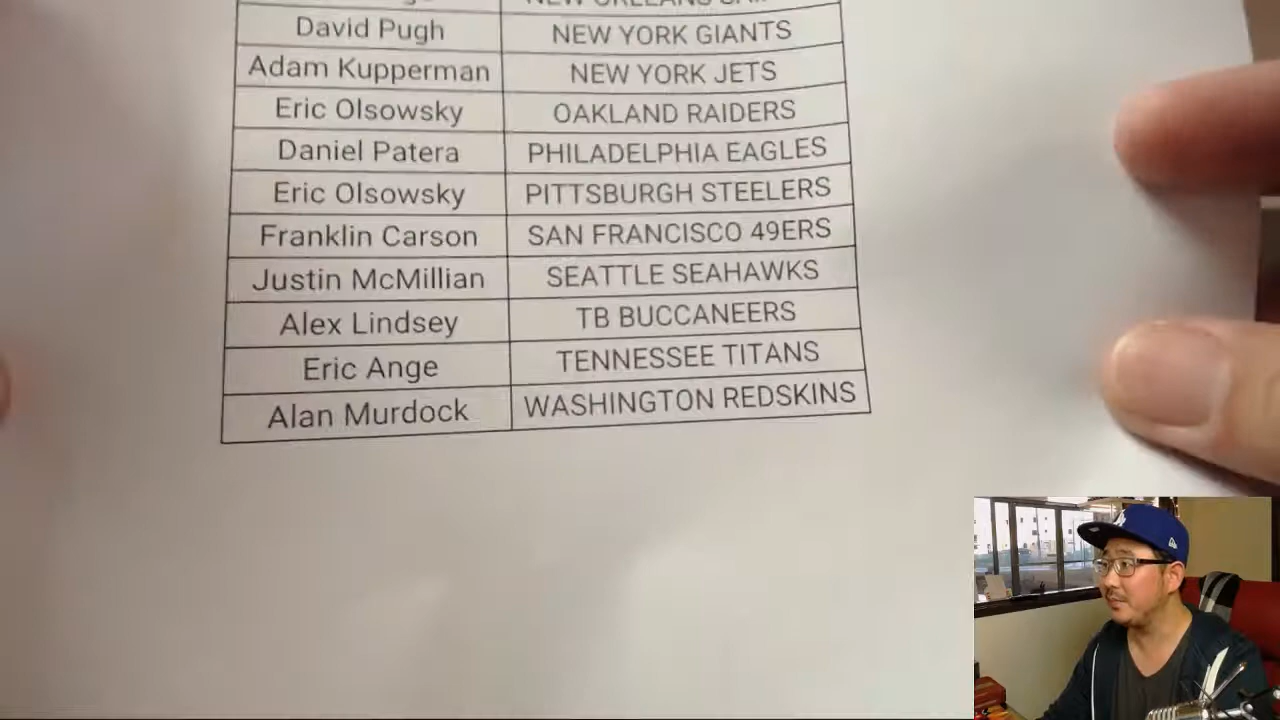 NEW ORLEANS
David Pugh NEW YORK GIANTS
Adam Kupperman NEW YORK JETS
Eric Olsowsky OAKLAND RAIDERS
Daniel Patera PHILADELPHIA EAGLES
Eric Olsowsky PITTSBURGH STEELERS
Franklin Carson SAN FRANCISCO 49ERS
Justin McMillian SEATTLE SEAHAWKS
Alex Lindsey TB BUCCANEERS
Eric Ange TENNESSEE TITANS
Alan Murdock WASHINGTON REDSKINS